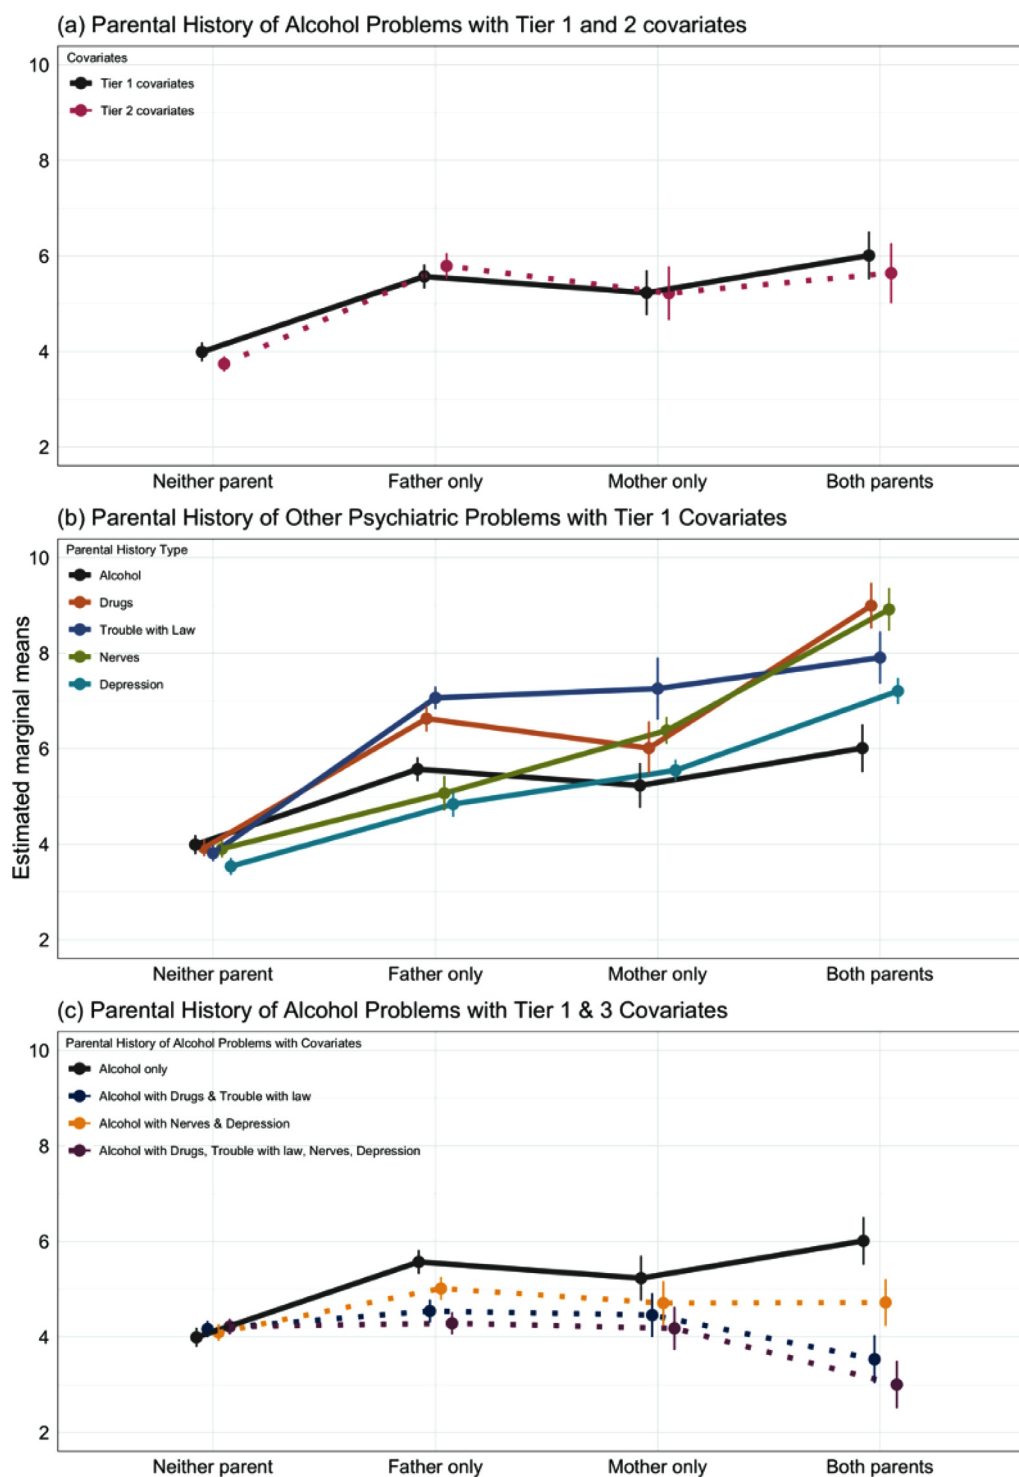 (a) Parental History of Alcohol Problems with Tier 1 and 2 covariates
10
Covariates
Tier 1 covariates
Tier 2 covariates
8
6
4
2
Neither parent Father only Mother only Both parents
(b) Parental History of Other Psychiatric Problems with Tier 1 Covariates
Parental History Type
10
Alcohol
Drugs
Trouble with Law
Nerves
Depression
8
6
4
2
Estimated marginal means
Neither parent Father only Mother only Both parents
(c) Parental History of Alcohol Problems with Tier 1 & 3 Covariates
Parental History of Alcohol Problems with Covariates
10
Alcohol only
Alcohol with Drugs & Trouble with law
Alcohol with Nerves & Depression
Alcohol with Drugs, Trouble with law, Nerves, Depression
8
6
4
2
Neither parent Father only Mother only Both parents